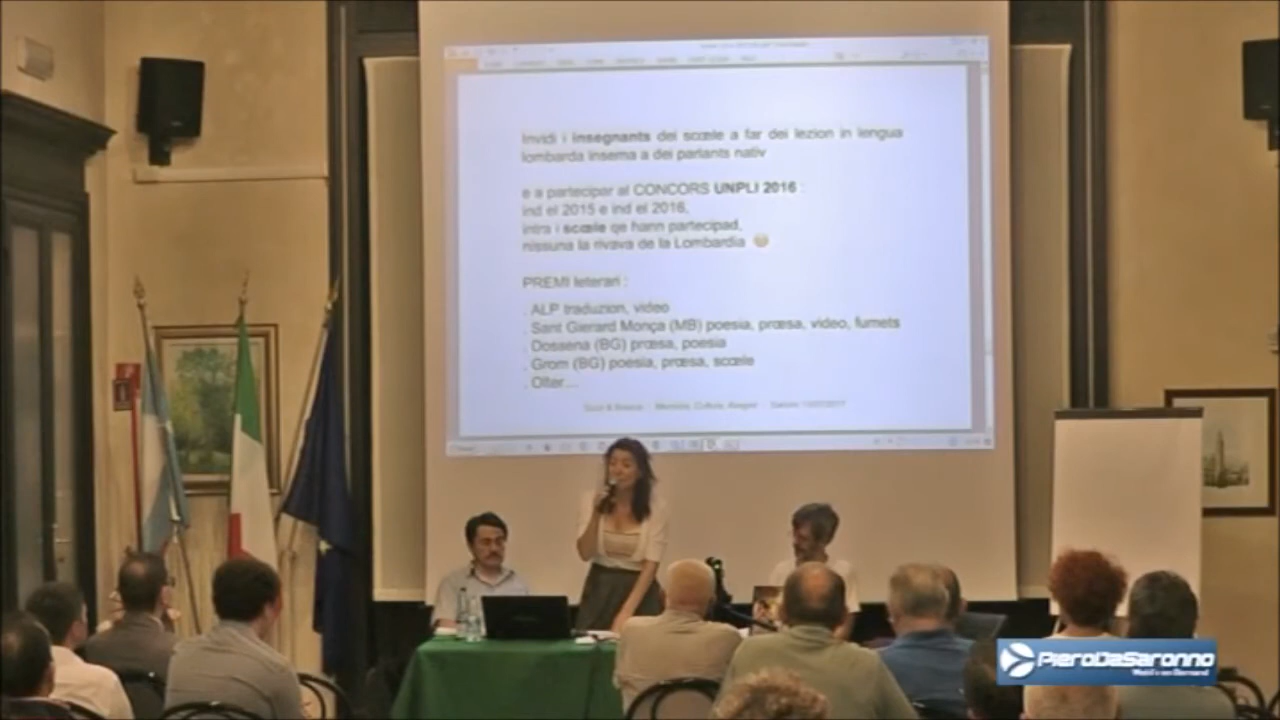 Invidi i insegnants dei scœle a far dei lezion in lengua
lombarda insema a dei parlants nativ
e a partecipar al CONCORS UNPLI 2016 :
ind el 2015 e ind el 2016,
intra i scœle qe hann partecipad,
nissuna la rivava de la Lombardia
PREMI leterari :
. ALP traduzion, video
. Sant Gierard Monça (MB) poesia, prœsa, video, fumets
. Dossena (BG) prœsa, poesia
. Grom (BG) poesia, prœsa, scœle
. Olter...
PieroDaSaronno